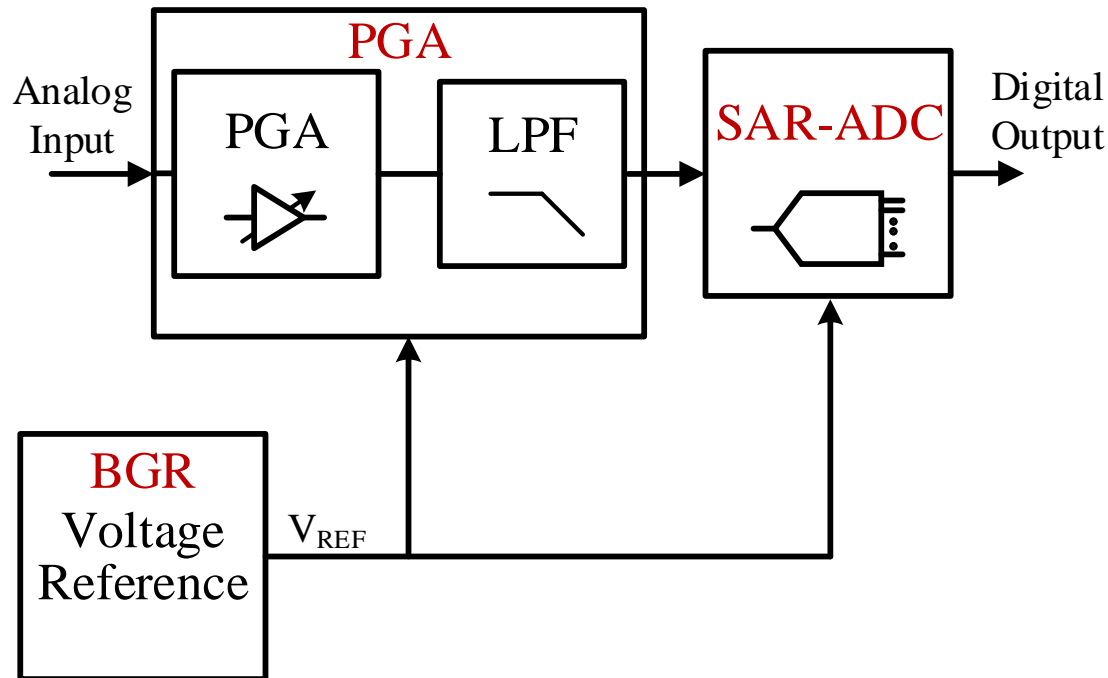 PGA
Analog
Input
PGA
LPF
SAR-ADC
Digital
Output
BGR
Voltage
Reference
VREF